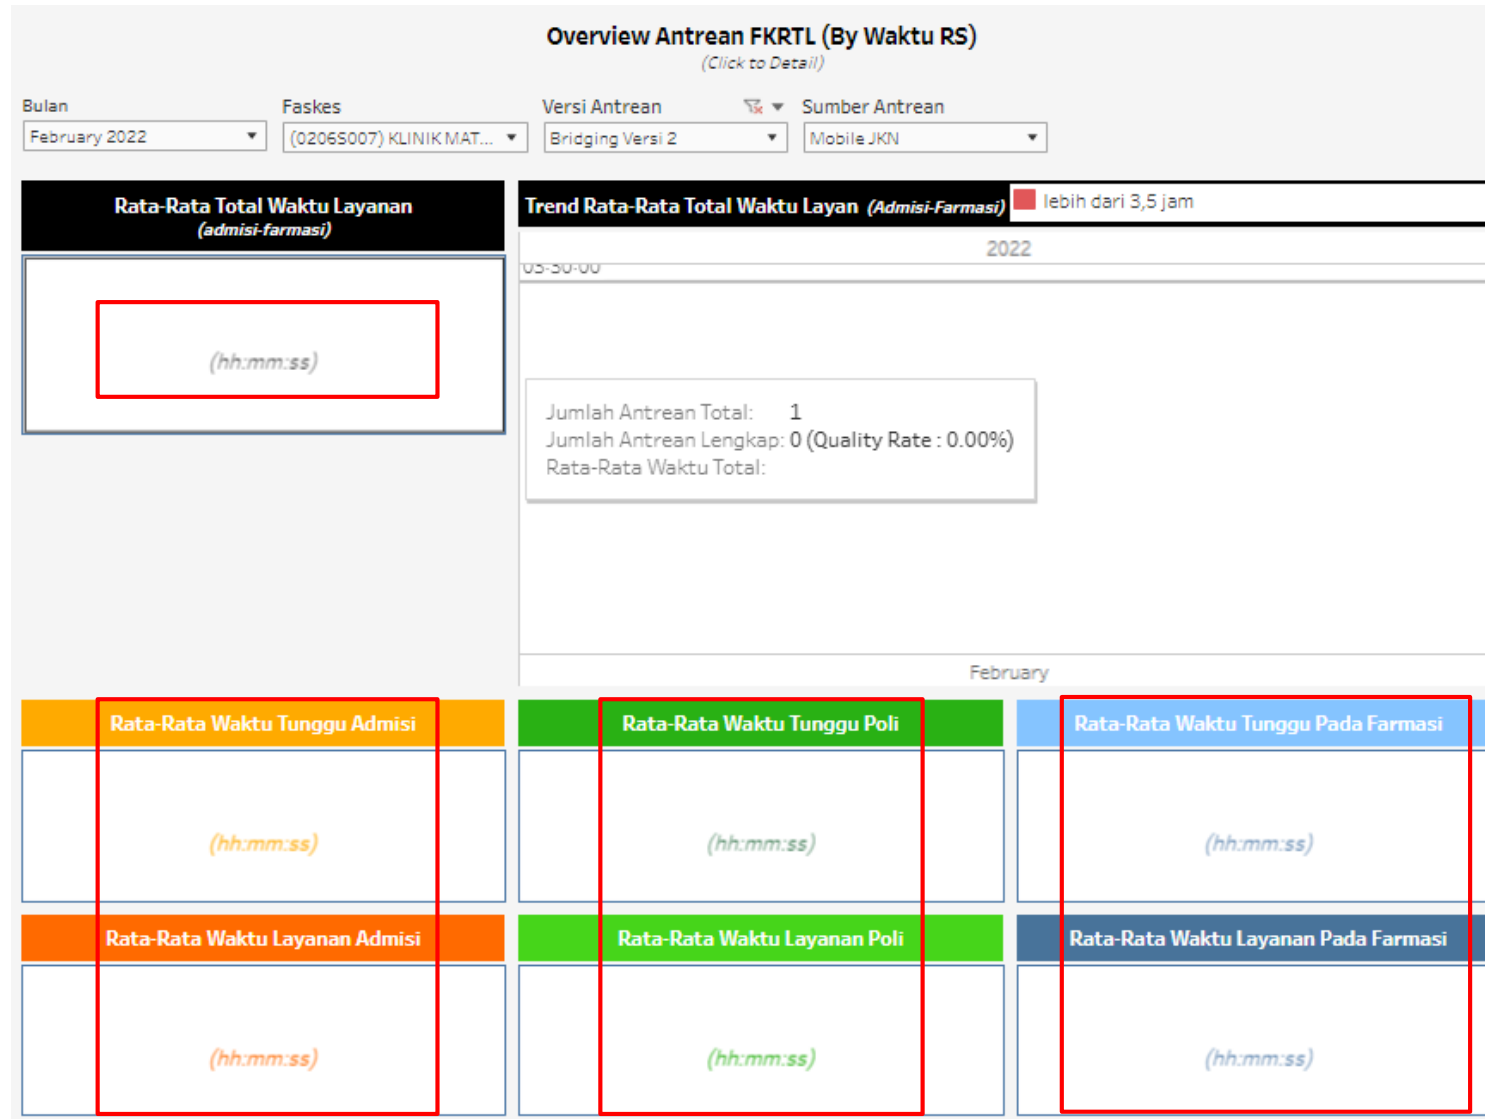 Overview Antrean FKRTL (By Waktu RS)
(Click to Detail)
Bulan
Faskes
Versi Antrean
Sumber Antrean
February 2022
(0206S007) KLINIK MAT...
Bridging Versi 2
Mobile JKN
Rata-Rata Total Waktu Layanan
(admisi-farmasi)
Trend Rata-Rata Total Waktu Layan (Admisi-Farmasi)
lebih dari 3,5 jam
2022
03:30:00
(hh:mm:ss)
Jumlah Antrean Total: 1
Jumlah Antrean Lengkap: 0 (Quality Rate : 0.00%)
Rata-Rata Waktu Total:
February
Rata-Rata Waktu Tunggu Admisi
Rata-Rata Waktu Tunggu Poli
Rata-Rata Waktu Tunggu Pada Farmasi
(hh:mm:ss)
(hh:mm:ss)
(hh:mm:ss)
Rata-Rata Waktu Layanan Admisi
Rata-Rata Waktu Layanan Poli
Rata-Rata Waktu Layanan Pada Farmasi
(hh:mm:ss)
(hh:mm:ss)
(hh:mm:ss)